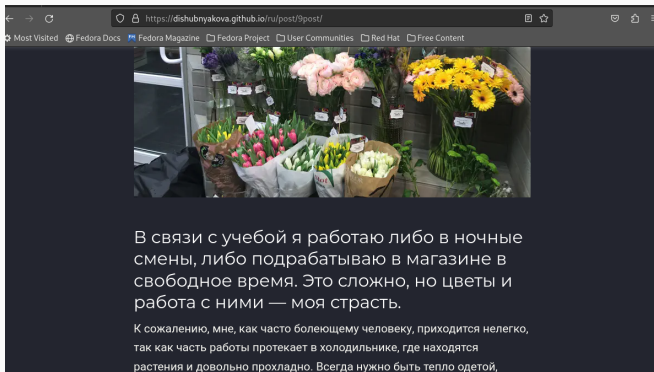 https://dishubnyakova.github.io/ru/post/9post/
Most Visited Fedora Docs Fedora Magazine Fedora Project User Communities Red Hat Free Content
В связи с учебой я работаю либо в ночные
смены, либо подрабатываю в магазине в
свободное время. Это сложно, но цветы и
работа с ними — моя страсть.
К сожалению, мне, как часто болеющему человеку, приходится нелегко,
так как часть работы протекает в холодильнике, где находятся
растения и довольно прохладно. Всегда нужно быть тепло одетой,